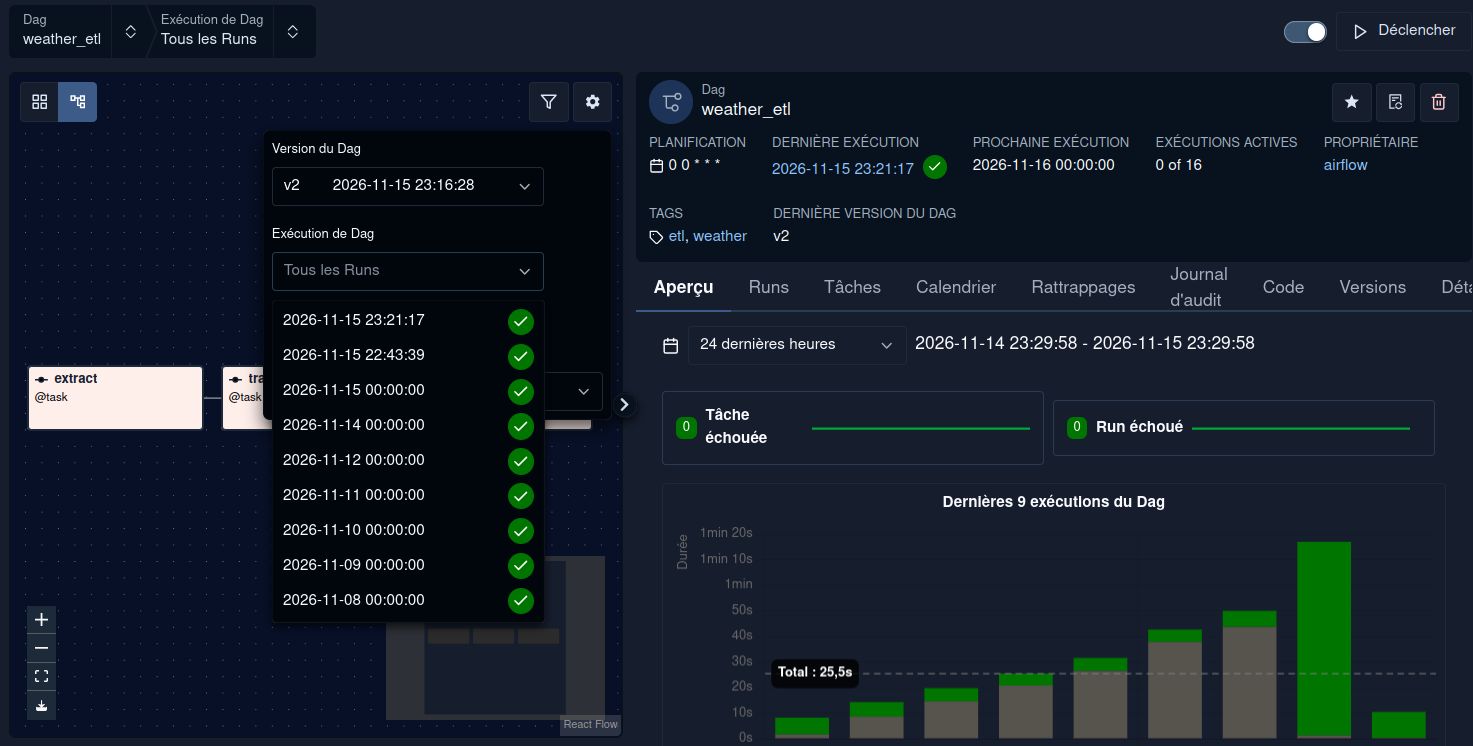 Dag
weather_etl
Exécution de Dag
Tous les Runs
Déclencher
Version du Dag
v2 2026-11-15 23:16:28
Exécution de Dag
Tous les Runs
2026-11-15 23:21:17
2026-11-15 22:43:39
2026-11-15 00:00:00
2026-11-14 00:00:00
2026-11-12 00:00:00
2026-11-11 00:00:00
2026-11-10 00:00:00
2026-11-09 00:00:00
2026-11-08 00:00:00
extract
@task
tra
@task
React Flow
Dag
weather_etl
PLANIFICATION
0 0 * * *
DERNIÈRE EXÉCUTION
2026-11-15 23:21:17
PROCHAINE EXÉCUTION
2026-11-16 00:00:00
EXÉCUTIONS ACTIVES
0 of 16
PROPRIÉTAIRE
airflow
TAGS
etl, weather
DERNIÈRE VERSION DU DAG
v2
Aperçu
Runs
Tâches
Calendrier
Rattrappages
Journal
d'audit
Code
Versions
Déta
24 dernières heures
2026-11-14 23:29:58 - 2026-11-15 23:29:58
0
Tâche
échouée
0
Run échoué
Dernières 9 exécutions du Dag
Durée
1min 20s
1min 10s
1min
50s
40s
30s
20s
10s
0s
Total : 25,5s